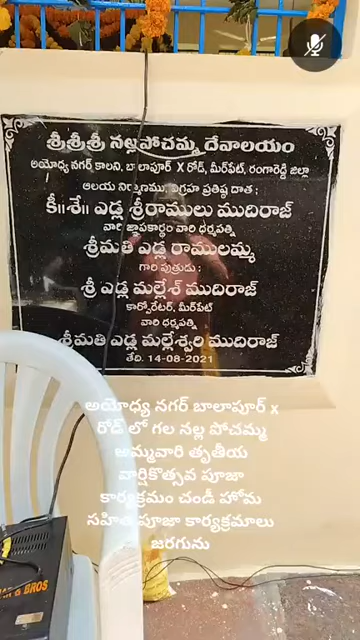 శ్రీశ్రీశ్రీ నల్లపోచమ్మ దేవాలయం
అయోధ్య నగర్ కాలని, బాలాపూర్ X రోడ్, మీర్‌పేట్, రంగారెడ్డి జిల్లా
ఆలయ నిర్మాణము, విగ్రహ ప్రతిష్ఠ దాత ;
కీ॥శే॥ ఎడ్ల శ్రీరాములు ముదిరాజ్
వారి జ్ఞాపకార్థం వారి ధర్మపత్ని
శ్రీమతి ఎడ్ల రాములమ్మ
గారి పుత్రుడు :
శ్రీ ఎడ్ల మల్లేశ్ ముదిరాజ్
కార్పోరేటర్, మీర్‌పేట్
వారి ధర్మపత్ని
శ్రీమతి ఎడ్ల మల్లేశ్వరి ముదిరాజ్
తేది. 14-08-2021
అయోధ్య నగర్ బాలాపూర్ x
రోడ్ లో గల నల్ల పోచమ్మ
అమ్మవారి తృతీయ
వార్షికోత్సవ పూజా
కార్యక్రమం చండీ హోమ
సహిత పూజా కార్యక్రమాలు
జరగును
& BROS